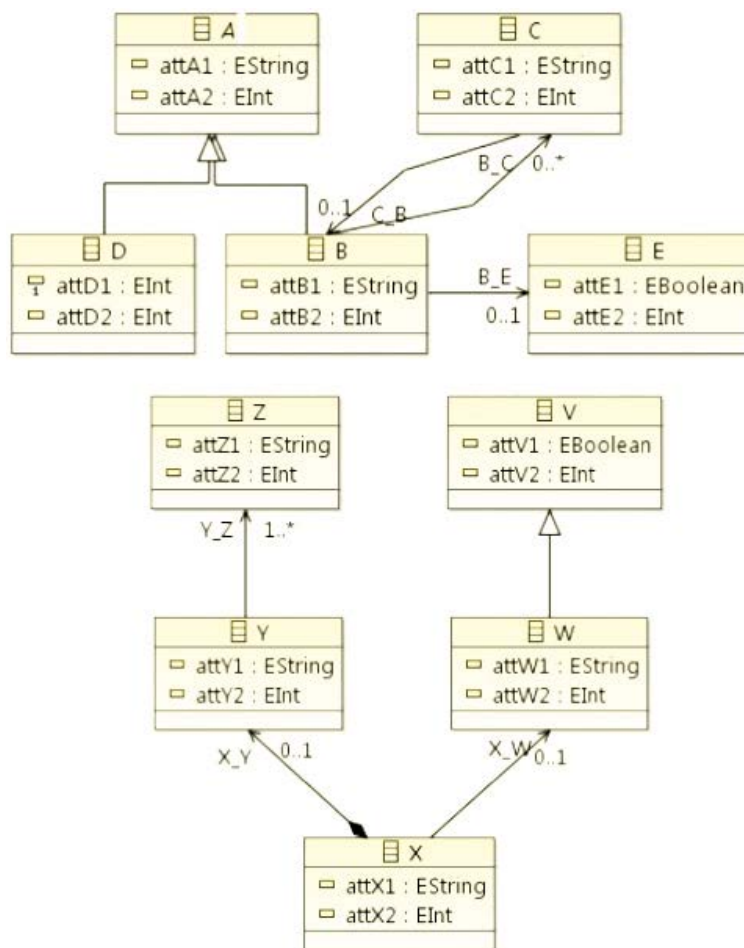 A
attA1 : EString
attA2 : EInt
C
attC1 : EString
attC2 : EInt
B_C
0..*
0..1
C_B
D
attD1 : EInt
1
attD2 : EInt
B
attB1 : EString
attB2 : EInt
B_E
0..1
E
attE1 : EBoolean
attE2 : EInt
Z
attZ1 : EString
attZ2 : EInt
V
attV1 : EBoolean
attV2 : EInt
Y_Z
1..*
Y
attY1 : EString
attY2 : EInt
W
attW1 : EString
attW2 : EInt
X_Y
0..1
X_W
0..1
X
attX1 : EString
attX2 : EInt